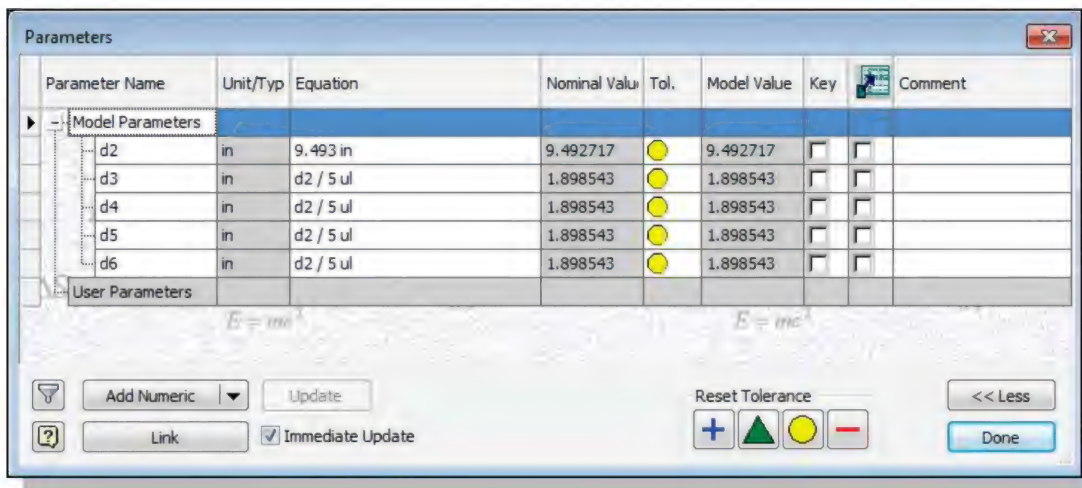 Parameters
Parameter Name Unit/Typ Equation Nominal Valu Tol. Model Value Key Comment
Model Parameters
d2 in 9.493 in 9.492717 9.492717
d3 in d2 / 5 ul 1.898543 1.898543
d4 in d2 / 5 ul 1.898543 1.898543
d5 in d2 / 5 ul 1.898543 1.898543
d6 in d2 / 5 ul 1.898543 1.898543
User Parameters
E = mc² E = mc²
Add Numeric Update Reset Tolerance << Less
Link Immediate Update Done